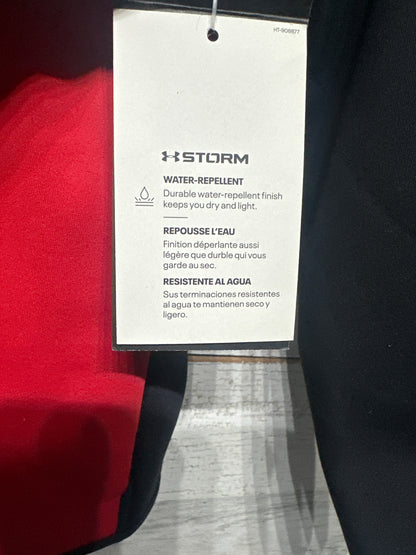 HT-908877
STORM
WATER-REPELLENT
Durable water-repellent finish
keeps you dry and light.
REPOUSSE L'EAU
Finition déperlante aussi
légère que durble qui vous
garde au sec.
RESISTENTE AL AGUA
Sus terminaciones resistentes
al agua te mantienen seco y
ligero.